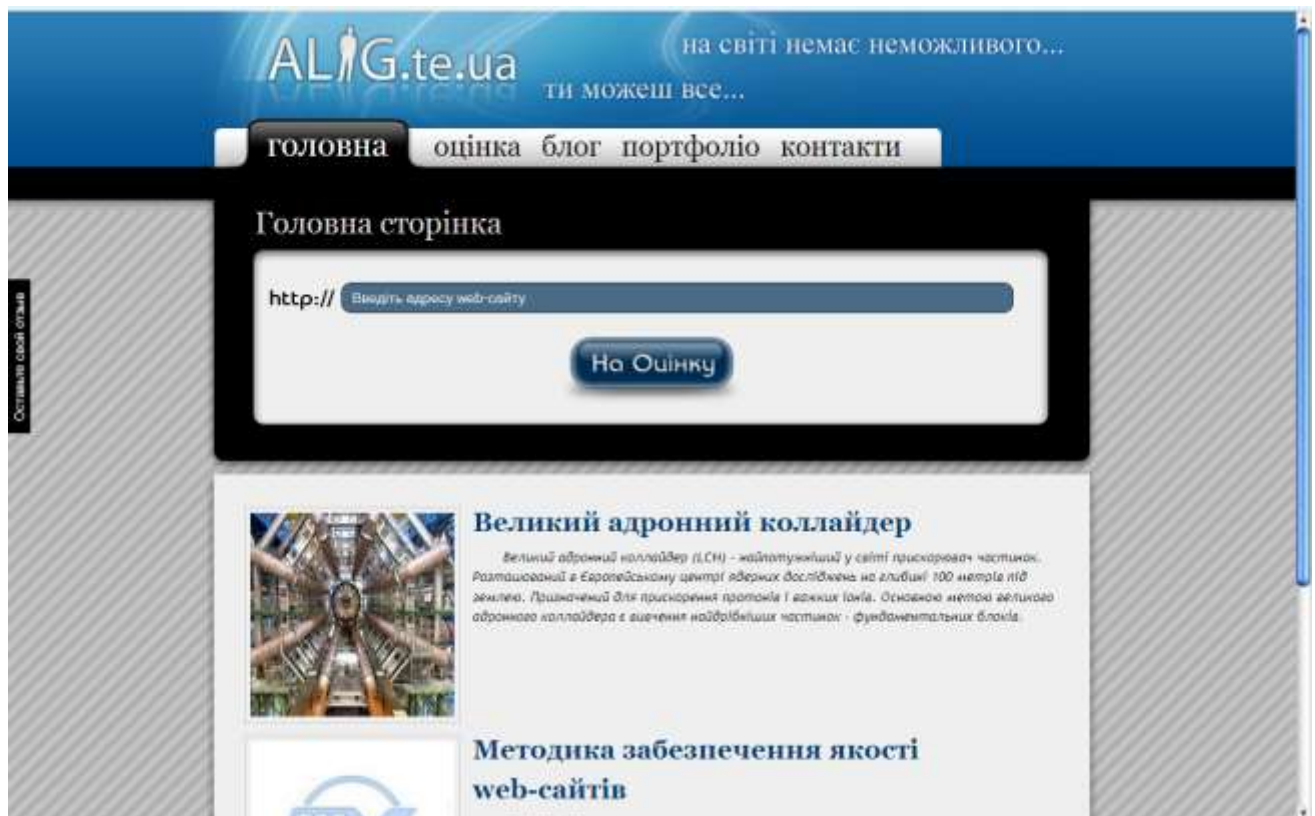 ALIG.te.ua
на світі немає неможливого...
ти можеш все...
головна оцінка блог портфоліо контакти
Головна сторінка
http:// Введіть адресу web-сайту
На Оцінку
Оставьте свой отзыв
Великий адронний коллайдер
Великий адронний коллайдер (LCH) - найпотужніший у світі прискорювач частинок.
Розташований в Європейському центрі ядерних досліджень на глибині 100 метрів під
землею. Призначений для прискорення протонів і важких іонів. Основною метою великого
адронного коллайдера є вивчення найдрібніших частинок - фундаментальних блоків.
Методика забезпечення якості
web-сайтів